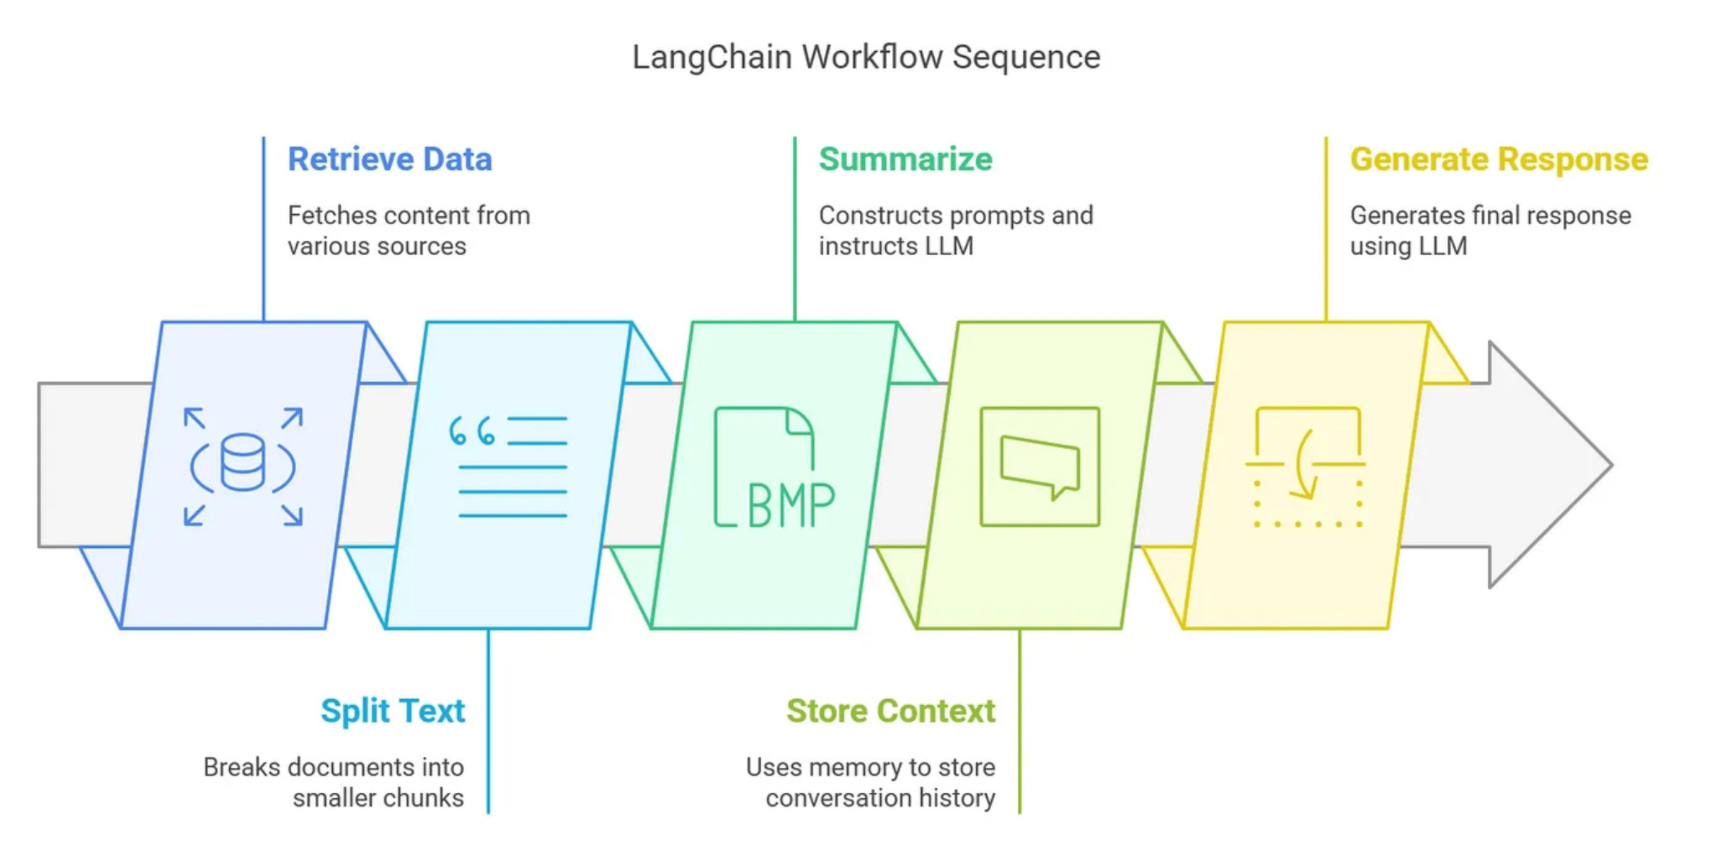 LangChain Workflow Sequence
Retrieve Data
Fetches content from
various sources
Summarize
Constructs prompts and
instructs LLM
Generate Response
Generates final response
using LLM
BMP
Split Text
Breaks documents into
smaller chunks
Store Context
Uses memory to store
conversation history